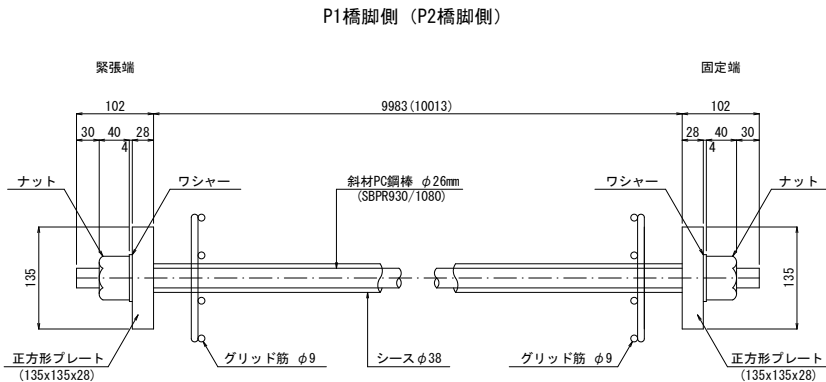 P1橋脚側（P2橋脚側）
緊張端
固定端
102
9983(10013)
102
30
40
28
28
40
30
4
4
ナット
ワシャー
斜材PC鋼棒 φ26mm
(SBPR930/1080)
ワシャー
ナット
135
135
正方形プレート
(135x135x28)
グリッド筋 φ9
シースφ38
グリッド筋 φ9
正方形プレート
(135x135x28)